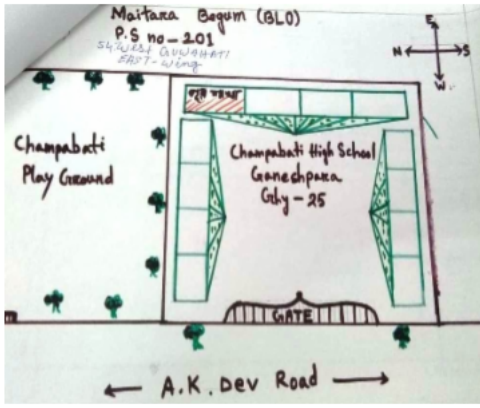 Maitara Begum (BLO)
P.S no - 201
54. West GUWAHATI
EAST - Wing
E
N S
W
Champabati
Play Ground
Champabati High School
Ganeshpara
Ghy - 25
GATE
← A.K. Dev Road →